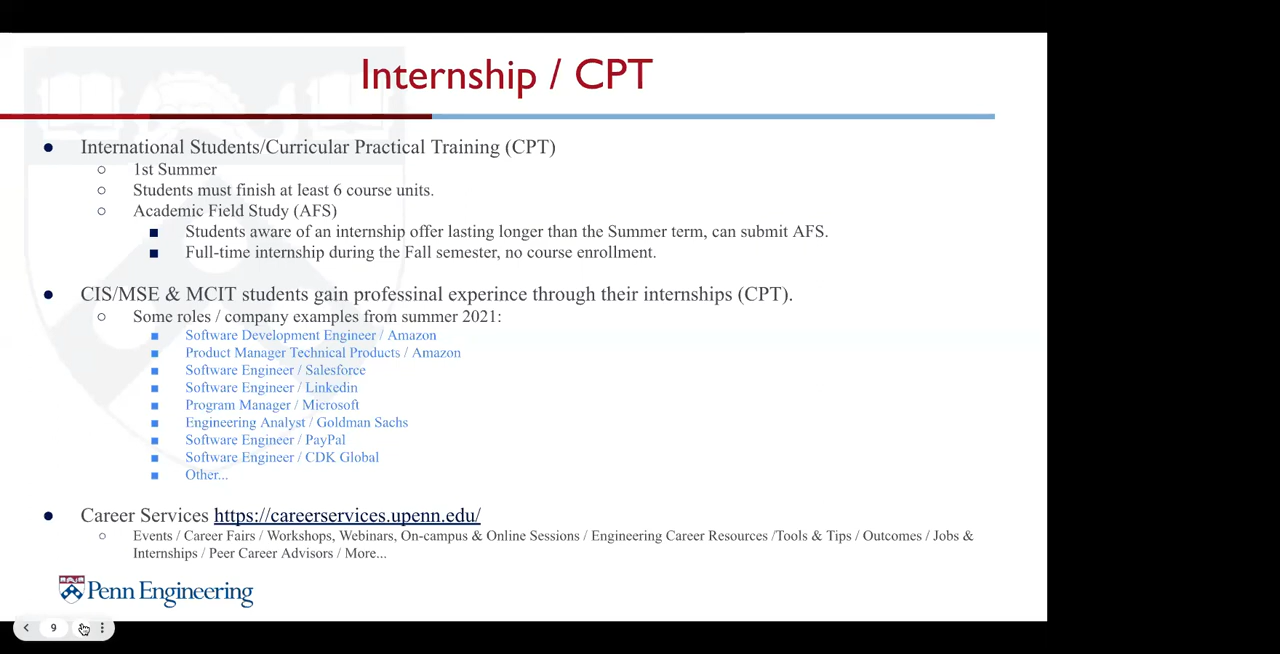 Internship / CPT
● International Students/Curricular Practical Training (CPT)
○ 1st Summer
○ Students must finish at least 6 course units.
○ Academic Field Study (AFS)
■ Students aware of an internship offer lasting longer than the Summer term, can submit AFS.
■ Full-time internship during the Fall semester, no course enrollment.
● CIS/MSE & MCIT students gain professinal experince through their internships (CPT).
○ Some roles / company examples from summer 2021:
■ Software Development Engineer / Amazon
■ Product Manager Technical Products / Amazon
■ Software Engineer / Salesforce
■ Software Engineer / Linkedin
■ Program Manager / Microsoft
■ Engineering Analyst / Goldman Sachs
■ Software Engineer / PayPal
■ Software Engineer / CDK Global
■ Other...
● Career Services https://careerservices.upenn.edu/
○ Events / Career Fairs / Workshops, Webinars, On-campus & Online Sessions / Engineering Career Resources /Tools & Tips / Outcomes / Jobs &
Internships / Peer Career Advisors / More...
Penn Engineering
9